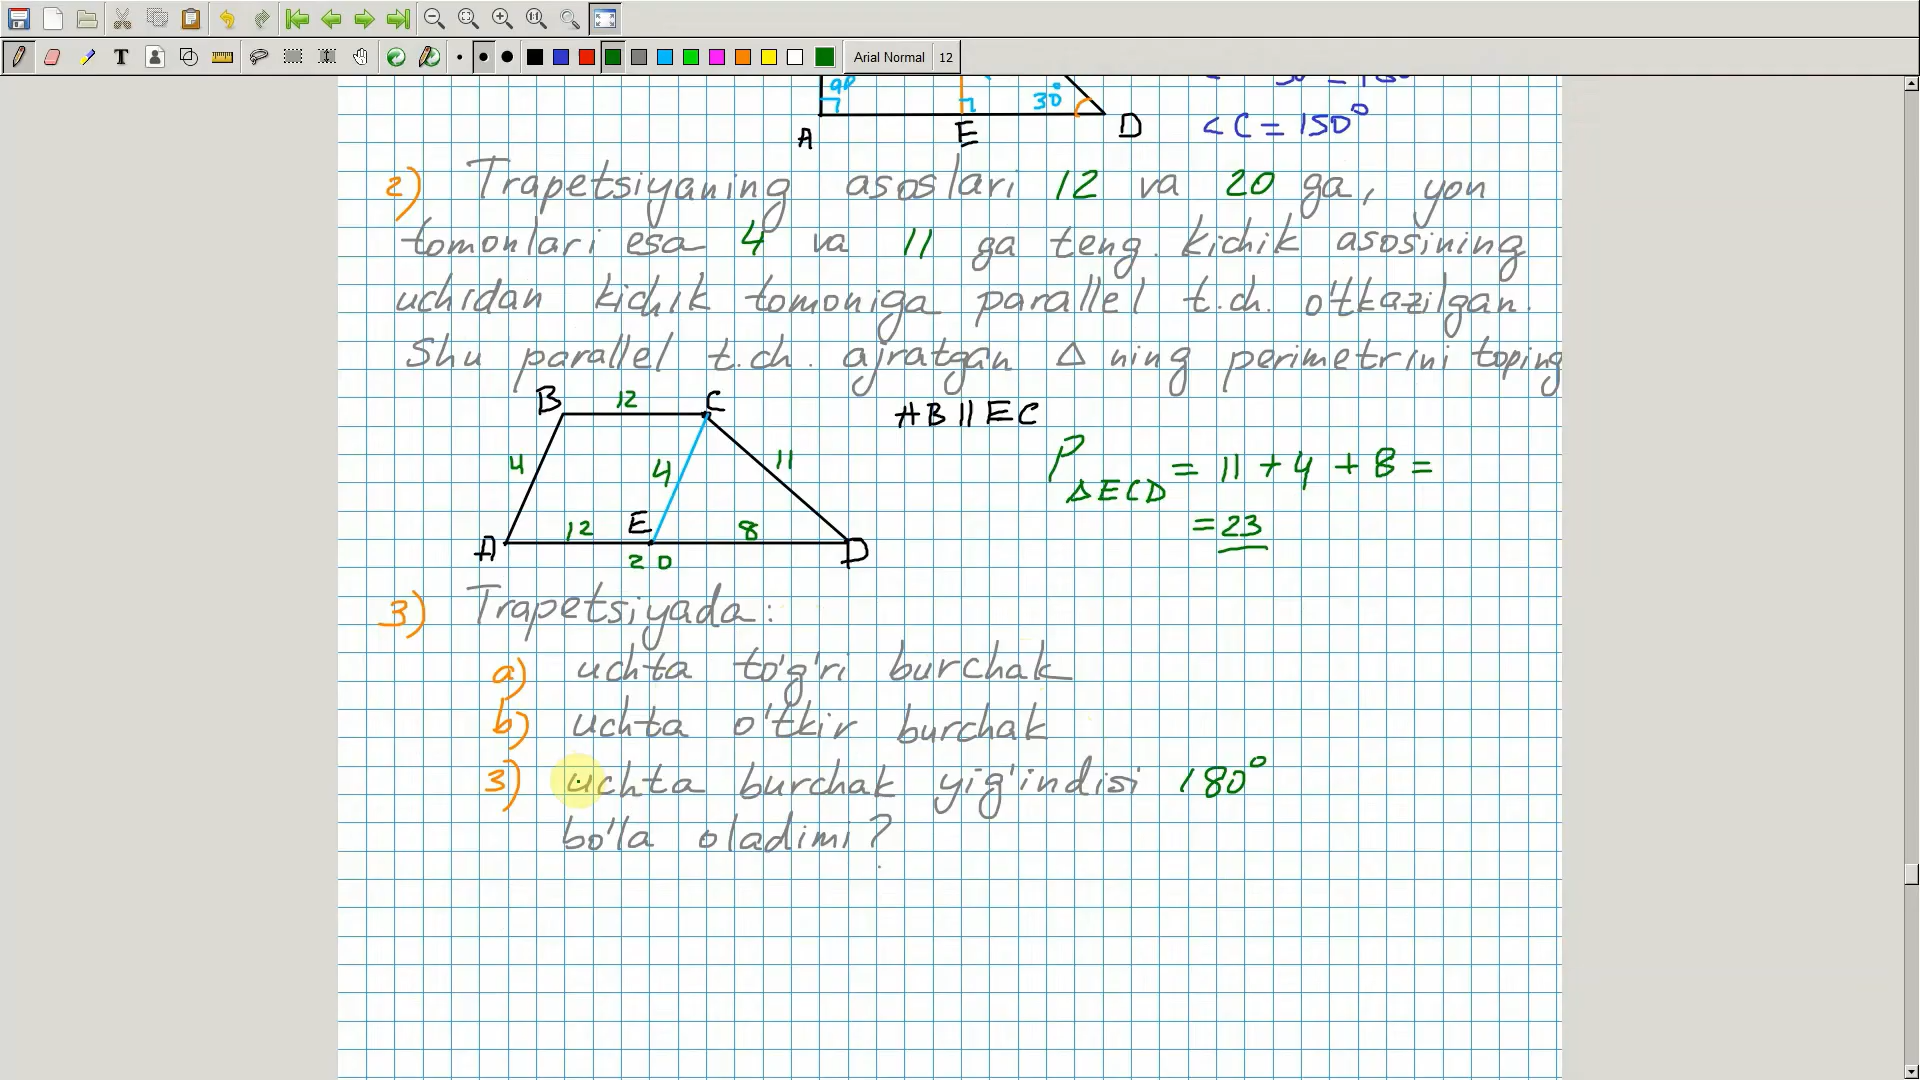 Arial Normal 12
90
30°
A E D
< C = 150°
2) Trapetsiyaning asoslari 12 va 20 ga, yon
tomonlari esa 4 va 11 ga teng. Kichik asosining
uchidan kichik tomoniga parallel t.ch. o'tkazilgan.
Shu parallel t.ch. ajratgan Δ ning perimetrini toping
B 12 C
AB || EC
4 4 11
P ΔECD = 11 + 4 + 8 =
= 23
A 12 E 8 D
20
3) Trapetsiyada:
a) uchta to'g'ri burchak
b) uchta o'tkir burchak
3) uchta burchak yig'indisi 180°
bo'la oladimi?